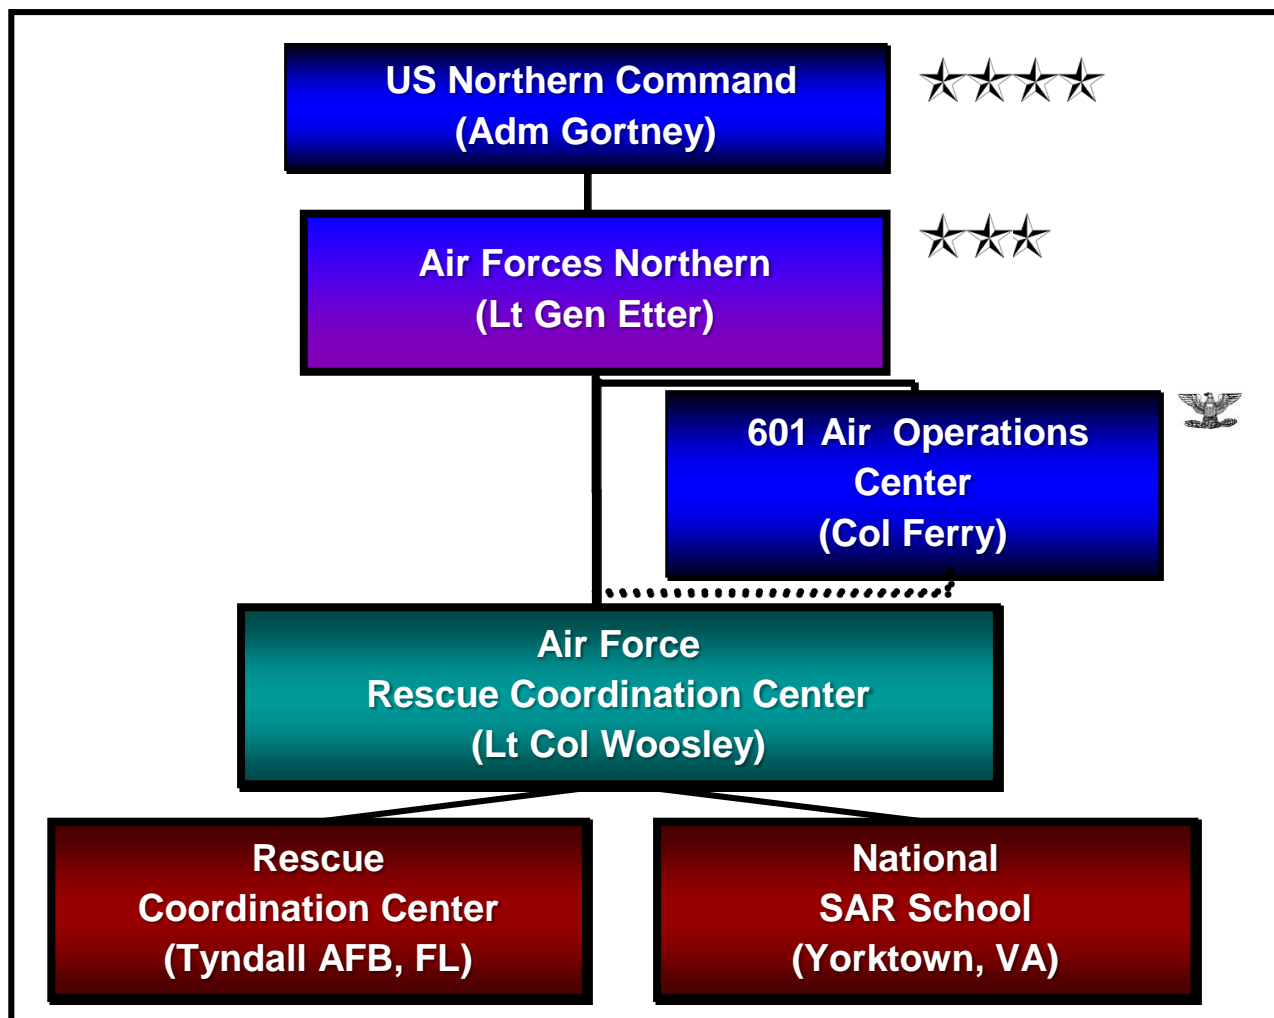 US Northern Command
(Adm Gortney)
Air Forces Northern
(Lt Gen Etter)
601 Air Operations
Center
(Col Ferry)
Air Force
Rescue Coordination Center
(Lt Col Woosley)
Rescue
Coordination Center
(Tyndall AFB, FL)
National
SAR School
(Yorktown, VA)